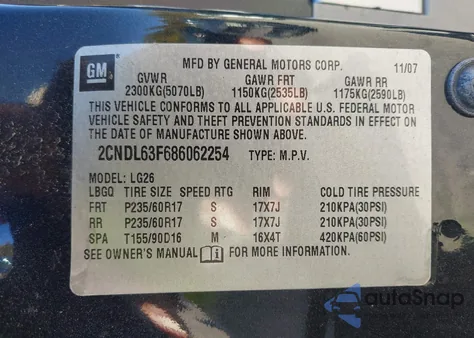 MFD BY GENERAL MOTORS CORP. 11/07
GM GVWR GAWR FRT GAWR RR
2300KG(5070LB) 1150KG(2535LB) 1175KG(2590LB)
THIS VEHICLE CONFORMS TO ALL APPLICABLE U.S. FEDERAL MOTOR
VEHICLE SAFETY AND THEFT PREVENTION STANDARDS IN EFFECT
ON THE DATE OF MANUFACTURE SHOWN ABOVE.
2CNDL63F686062254 TYPE: M.P.V.
MODEL: LG26
LBGQ TIRE SIZE SPEED RTG RIM COLD TIRE PRESSURE
FRT P235/60R17 S 17X7J 210KPA(30PSI)
RR P235/60R17 S 17X7J 210KPA(30PSI)
SPA T155/90D16 M 16X4T 420KPA(60PSI)
SEE OWNER'S MANUAL i FOR MORE INFORMATION.
autoSnap